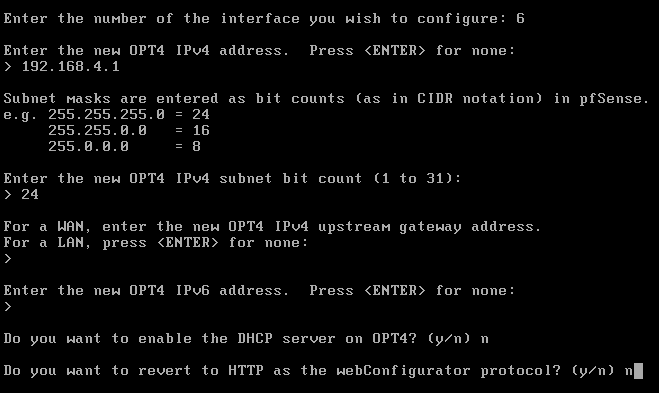 Enter the number of the interface you wish to configure: 6
Enter the new OPT4 IPv4 address.  Press <ENTER> for none:
> 192.168.4.1
Subnet masks are entered as bit counts (as in CIDR notation) in pfSense.
e.g. 255.255.255.0 = 24
     255.255.0.0   = 16
     255.0.0.0     = 8
Enter the new OPT4 IPv4 subnet bit count (1 to 31):
> 24
For a WAN, enter the new OPT4 IPv4 upstream gateway address.
For a LAN, press <ENTER> for none:
>
Enter the new OPT4 IPv6 address.  Press <ENTER> for none:
>
Do you want to enable the DHCP server on OPT4? (y/n) n
Do you want to revert to HTTP as the webConfigurator protocol? (y/n) n